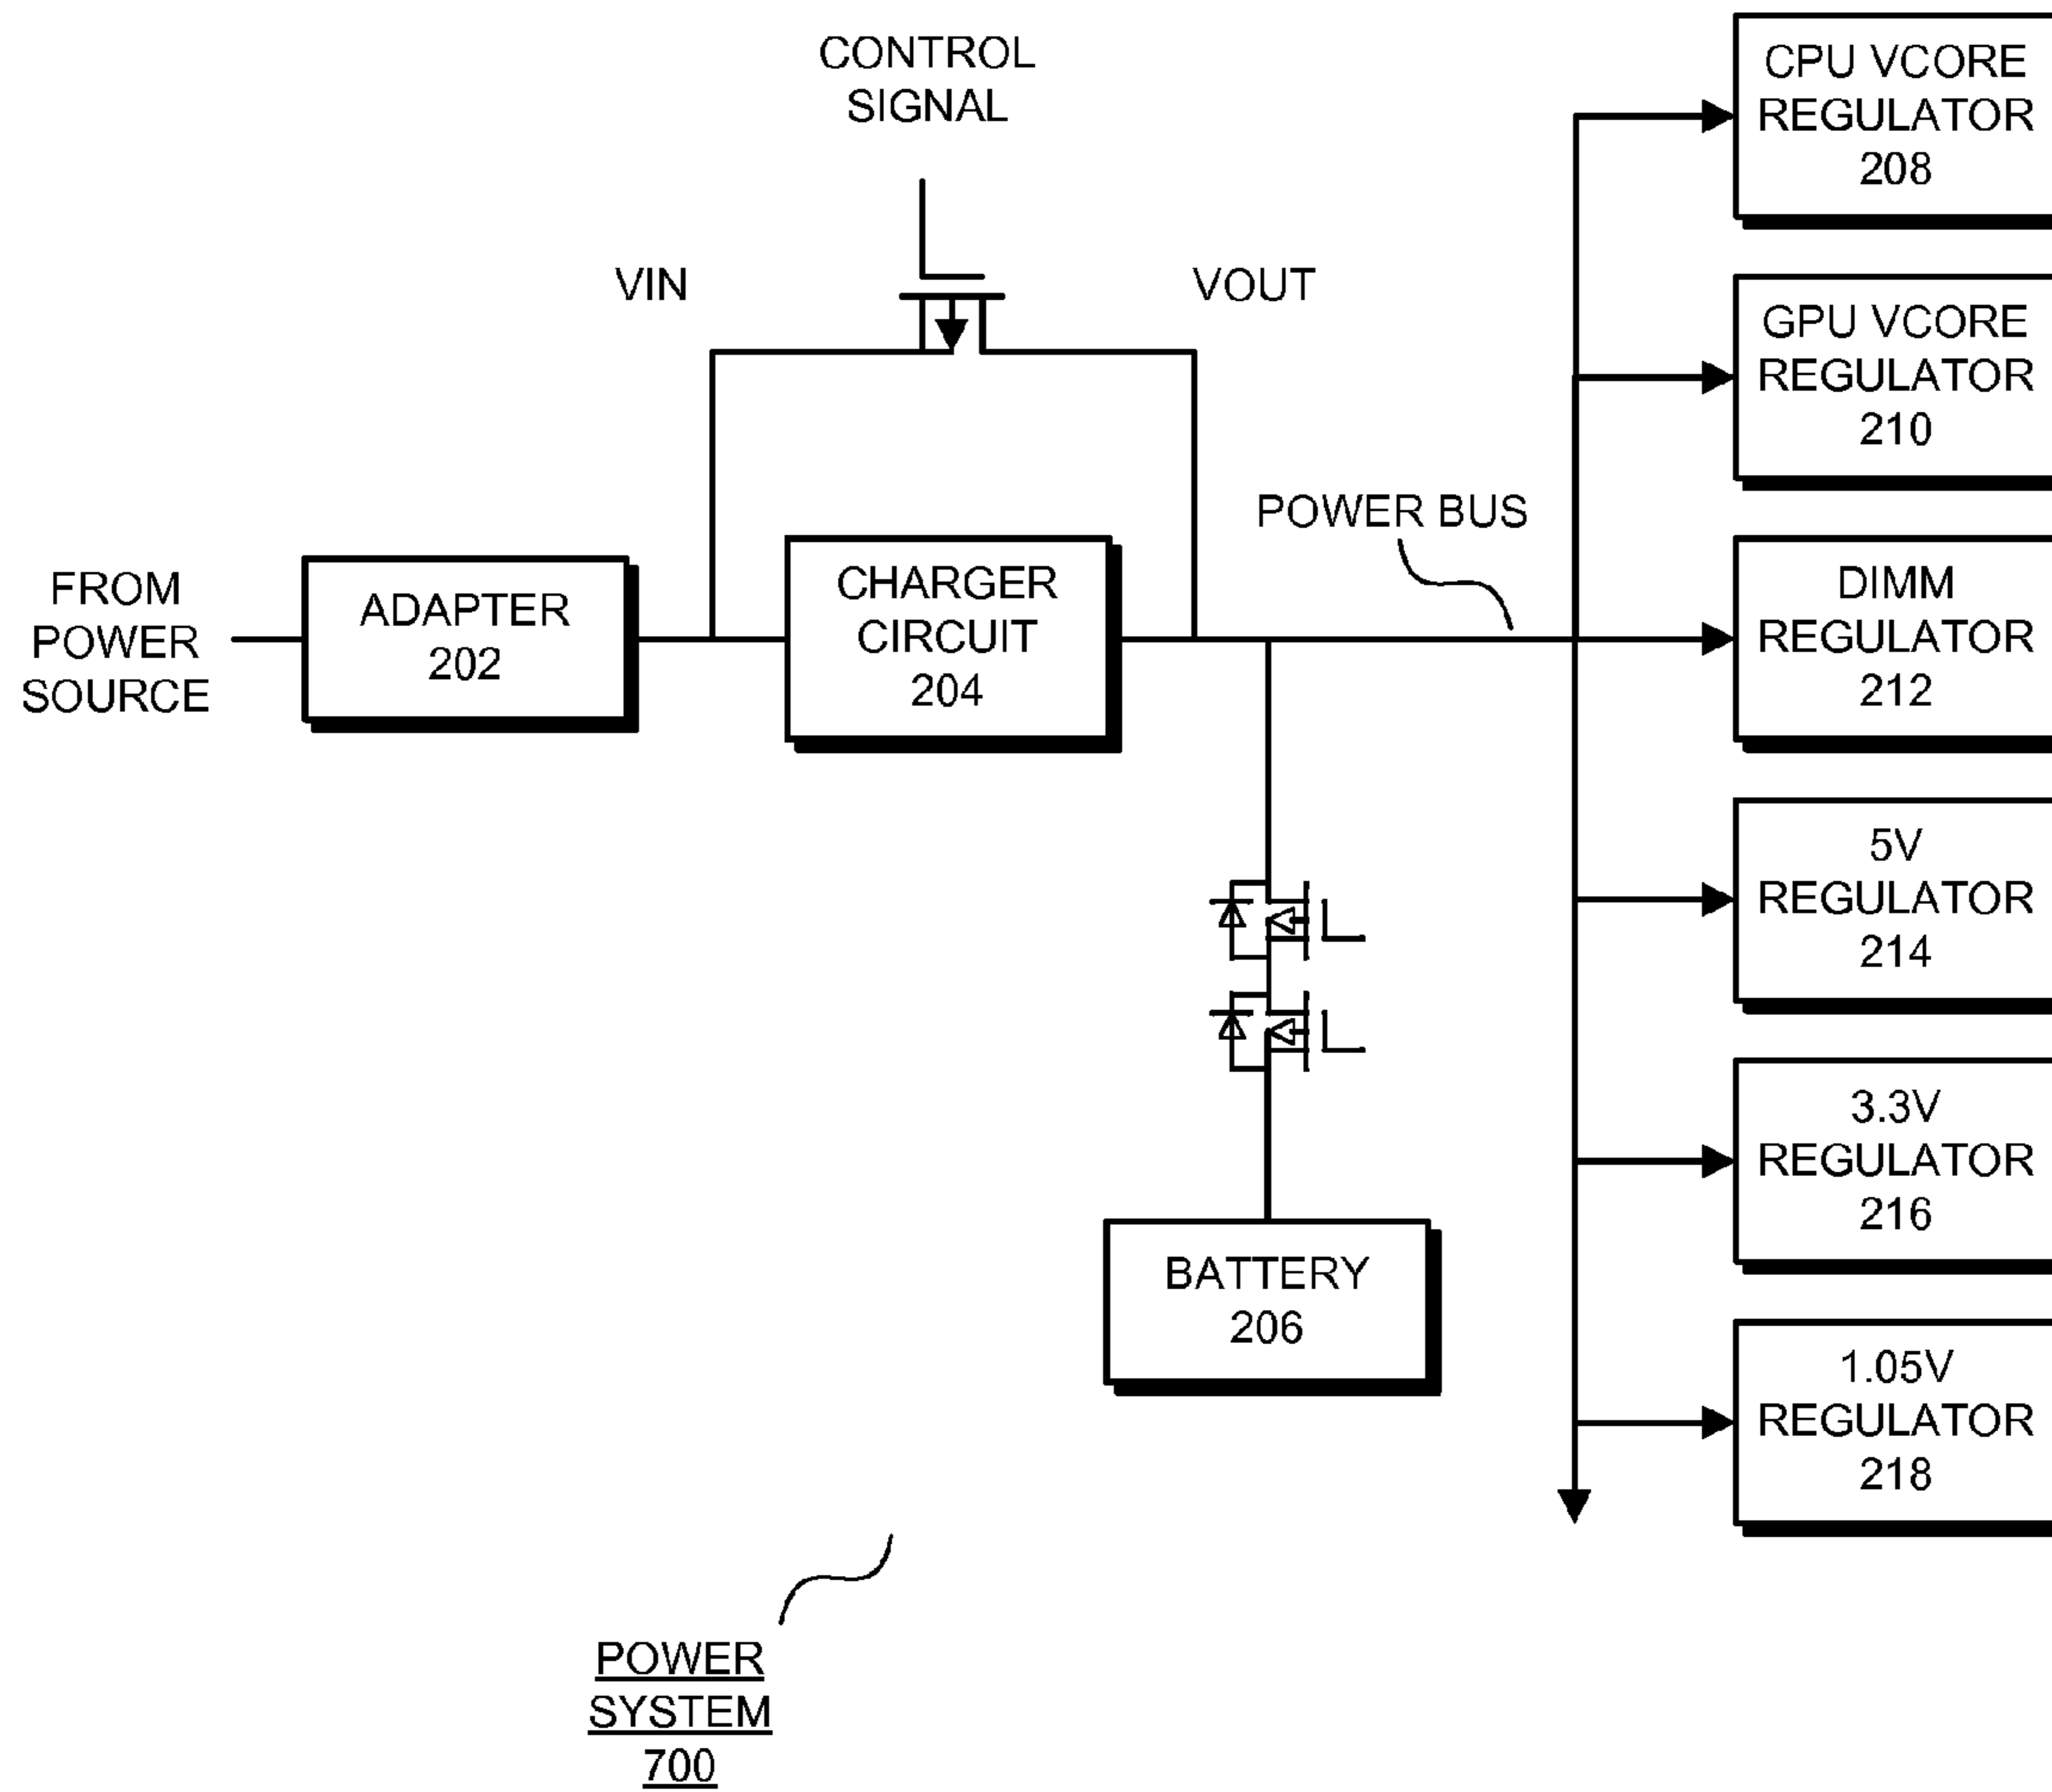 CONTROL
SIGNAL
VIN
VOUT
FROM
POWER
SOURCE
ADAPTER
202
CHARGER
CIRCUIT
204
POWER BUS
BATTERY
206
CPU VCORE
REGULATOR
208
GPU VCORE
REGULATOR
210
DIMM
REGULATOR
212
5V
REGULATOR
214
3.3V
REGULATOR
216
1.05V
REGULATOR
218
POWER
SYSTEM
700